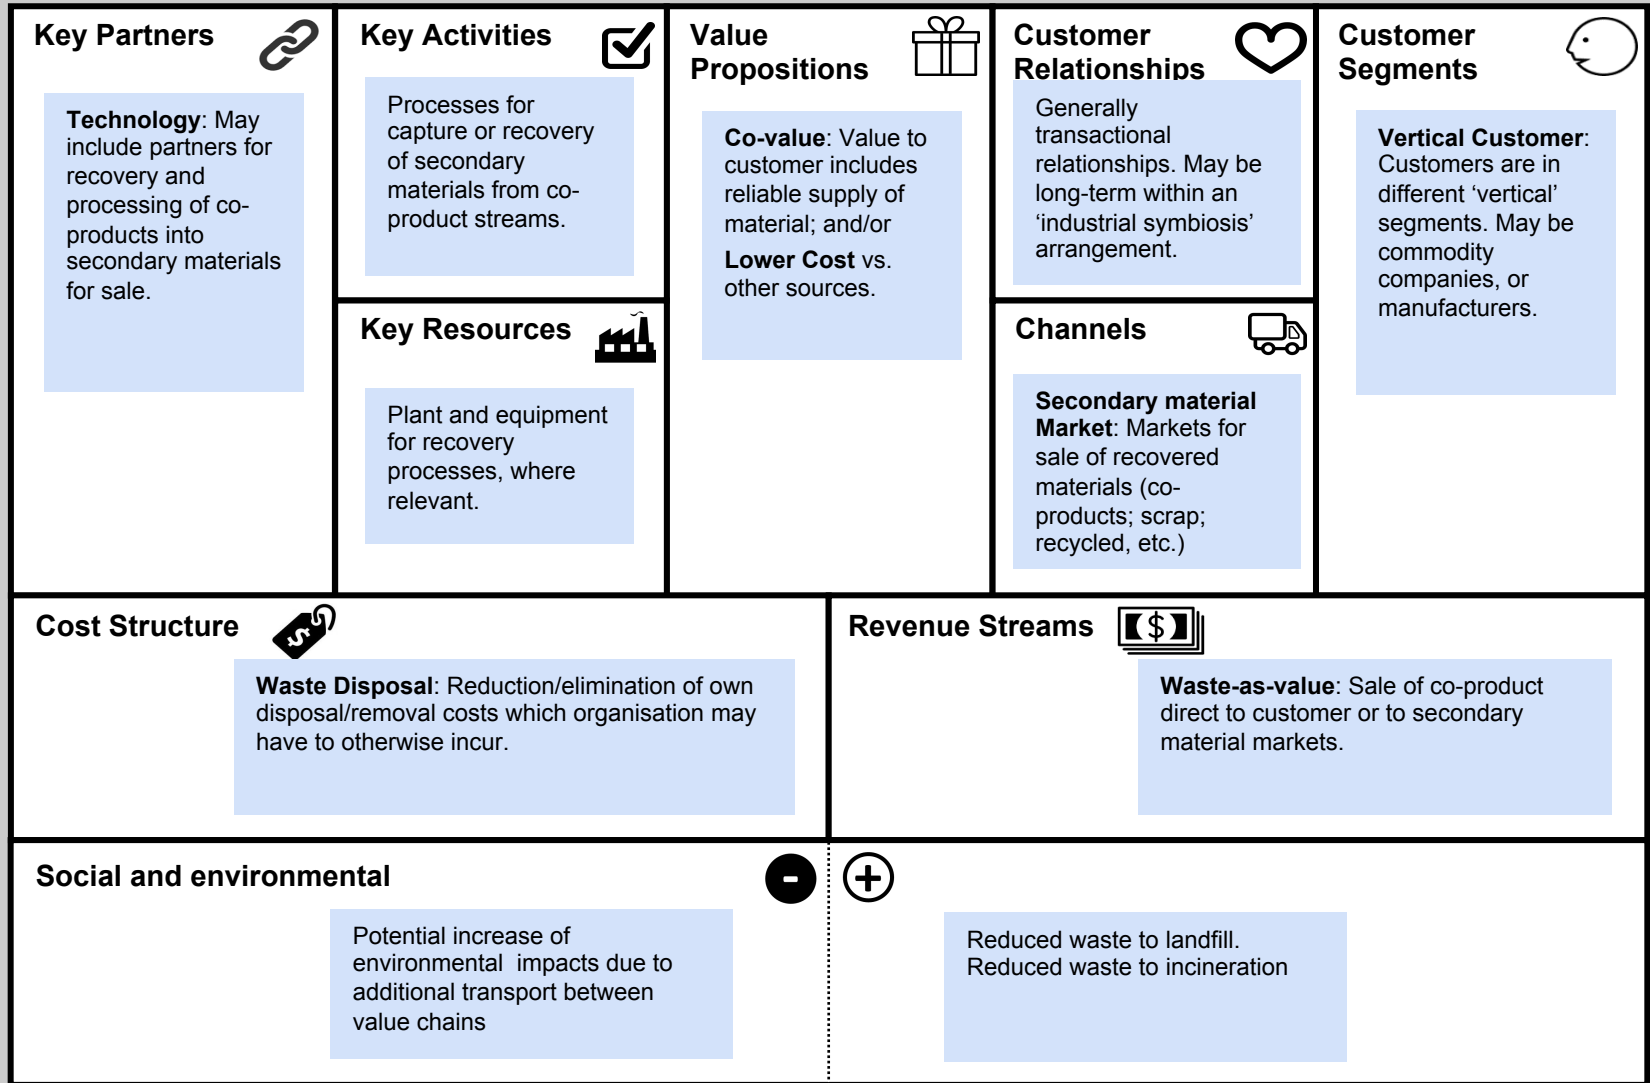 Key Partners
Technology: May
include partners for
recovery and
processing of co-
products into
secondary materials
for sale.
Key Activities
Processes for
capture or recovery
of secondary
materials from co-
product streams.
Key Resources
Plant and equipment
for recovery
processes, where
relevant.
Value
Propositions
Co-value: Value to
customer includes
reliable supply of
material; and/or
Lower Cost vs.
other sources.
Customer
Relationships
Generally
transactional
relationships. May be
long-term within an
‘industrial symbiosis’
arrangement.
Channels
Secondary material
Market: Markets for
sale of recovered
materials (co-
products; scrap;
recycled, etc.)
Customer
Segments
Vertical Customer:
Customers are in
different ‘vertical’
segments. May be
commodity
companies, or
manufacturers.
Cost Structure
$
Waste Disposal: Reduction/elimination of own
disposal/removal costs which organisation may
have to otherwise incur.
Revenue Streams
$
Waste-as-value: Sale of co-product
direct to customer or to secondary
material markets.
Social and environmental
-
+
Potential increase of
environmental  impacts due to
additional transport between
value chains
Reduced waste to landfill.
Reduced waste to incineration